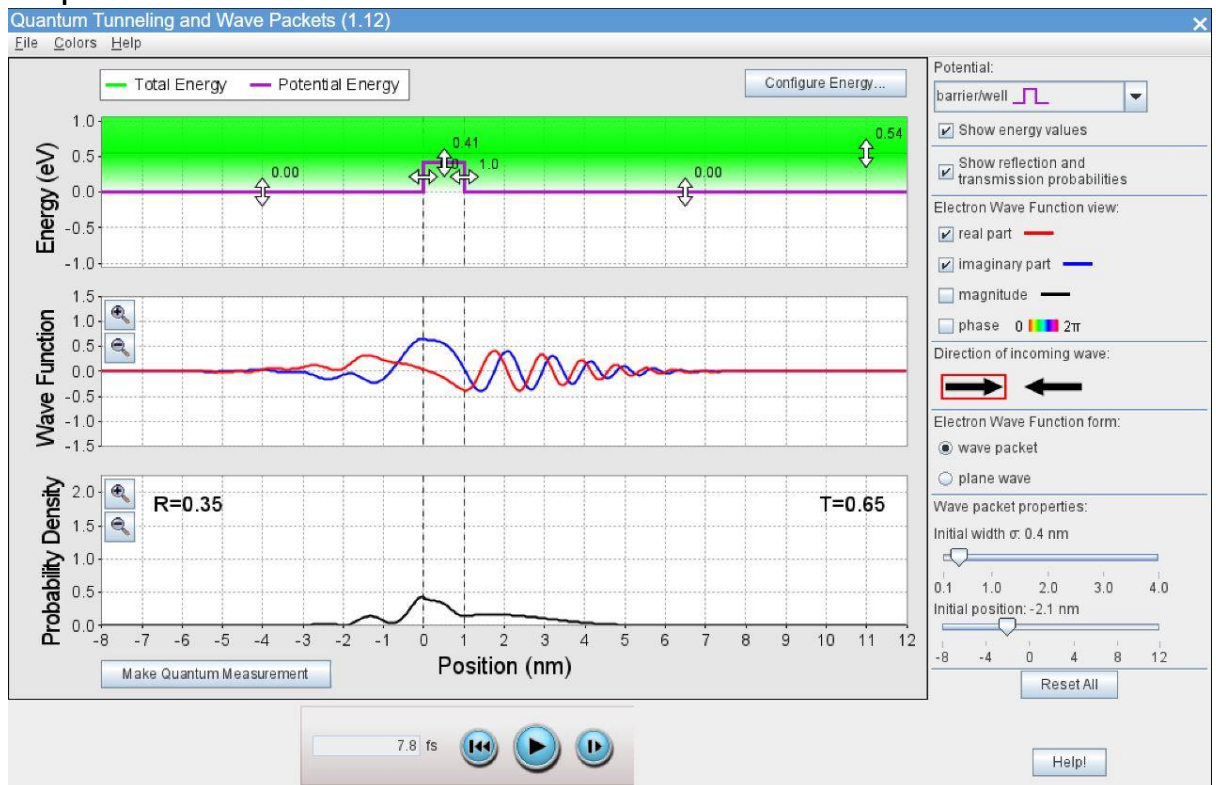 Quantum Tunneling and Wave Packets (1.12)
File Colors Help
Total Energy Potential Energy
Configure Energy...
Energy (eV)
1.0
0.5
0.0
-0.5
-1.0
0.00
0.41
1.0
0.00
0.54
Wave Function
1.5
1.0
0.5
0.0
-0.5
-1.0
-1.5
Probability Density
2.0
1.5
1.0
0.5
0.0
R=0.35
T=0.65
-8 -7 -6 -5 -4 -3 -2 -1 0 1 2 3 4 5 6 7 8 9 10 11 12
Position (nm)
Make Quantum Measurement
7.8 fs
Potential:
barrier/well
Show energy values
Show reflection and
transmission probabilities
Electron Wave Function view:
real part
imaginary part
magnitude
phase 0 2π
Direction of incoming wave:
Electron Wave Function form:
wave packet
plane wave
Wave packet properties:
Initial width σ: 0.4 nm
0.1 1.0 2.0 3.0 4.0
Initial position: -2.1 nm
-8 -4 0 4 8 12
Reset All
Help!